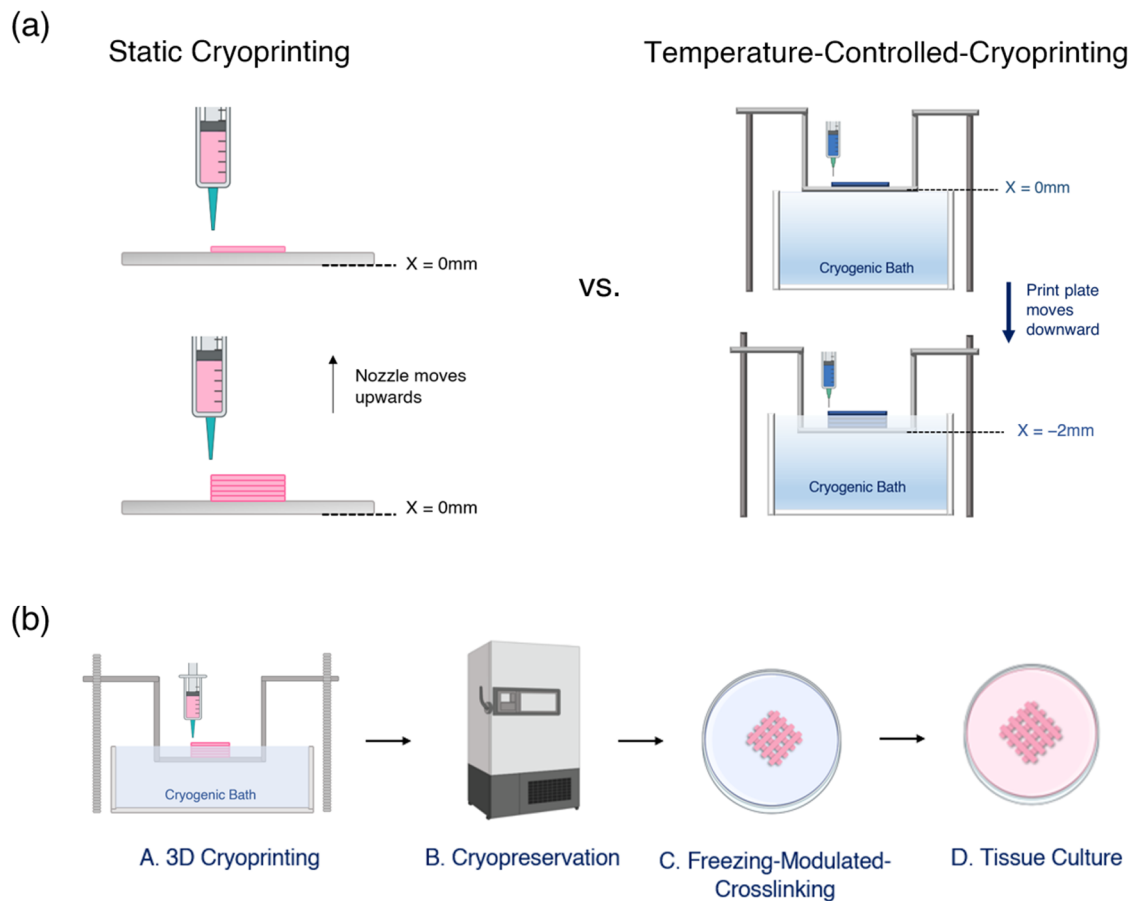 (a)
Static Cryoprinting
Temperature-Controlled-Cryoprinting
X = 0mm
Nozzle moves
upwards
X = 0mm
vs.
X = 0mm
Cryogenic Bath
Print plate
moves
downward
X = −2mm
Cryogenic Bath
(b)
Cryogenic Bath
A. 3D Cryoprinting
B. Cryopreservation
C. Freezing-Modulated-
Crosslinking
D. Tissue Culture